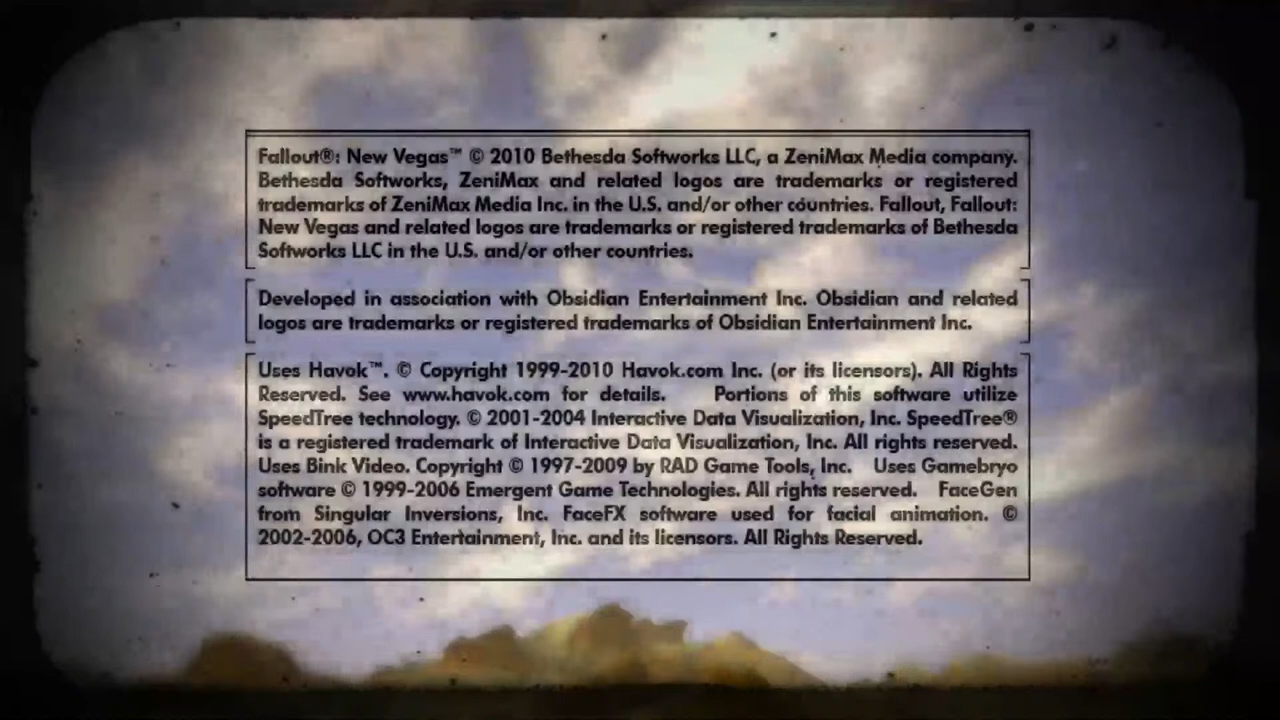 Fallout®: New Vegas™ © 2010 Bethesda Softworks LLC, a ZeniMax Media company.
Bethesda Softworks, ZeniMax and related logos are trademarks or registered
trademarks of ZeniMax Media Inc. in the U.S. and/or other countries. Fallout, Fallout:
New Vegas and related logos are trademarks or registered trademarks of Bethesda
Softworks LLC in the U.S. and/or other countries.
Developed in association with Obsidian Entertainment Inc. Obsidian and related
logos are trademarks or registered trademarks of Obsidian Entertainment Inc.
Uses Havok™. © Copyright 1999-2010 Havok.com Inc. (or its licensors). All Rights
Reserved. See www.havok.com for details. Portions of this software utilize
SpeedTree technology. © 2001-2004 Interactive Data Visualization, Inc. SpeedTree®
is a registered trademark of Interactive Data Visualization, Inc. All rights reserved.
Uses Bink Video. Copyright © 1997-2009 by RAD Game Tools, Inc. Uses Gamebryo
software © 1999-2006 Emergent Game Technologies. All rights reserved. FaceGen
from Singular Inversions, Inc. FaceFX software used for facial animation. ©
2002-2006, OC3 Entertainment, Inc. and its licensors. All Rights Reserved.